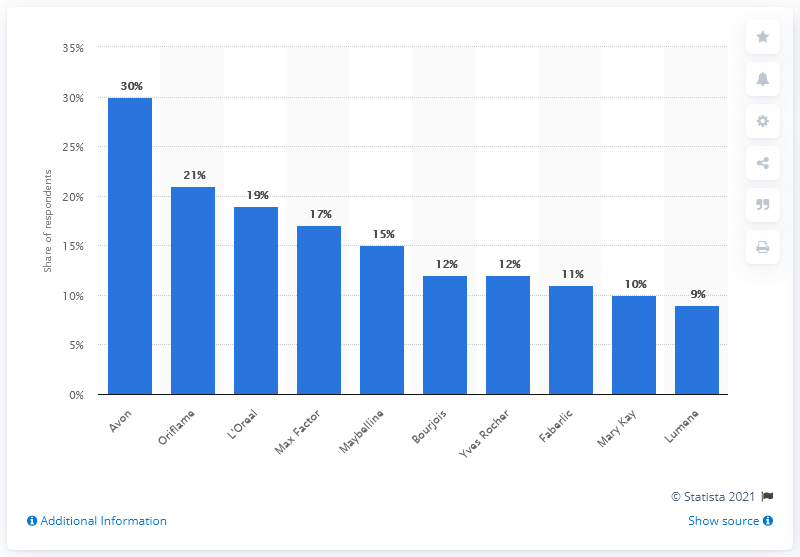 35%
30%
25%
20%
15%
10%
5%
0%
Share of respondents
30%
21%
19%
17%
15%
12%
12%
11%
10%
9%
Avon
Oriflame
L'Oreal
Max Factor
Maybelline
Bourjois
Yves Rocher
Faberlic
Mary Kay
Lumene
© Statista 2021
Additional Information
Show source